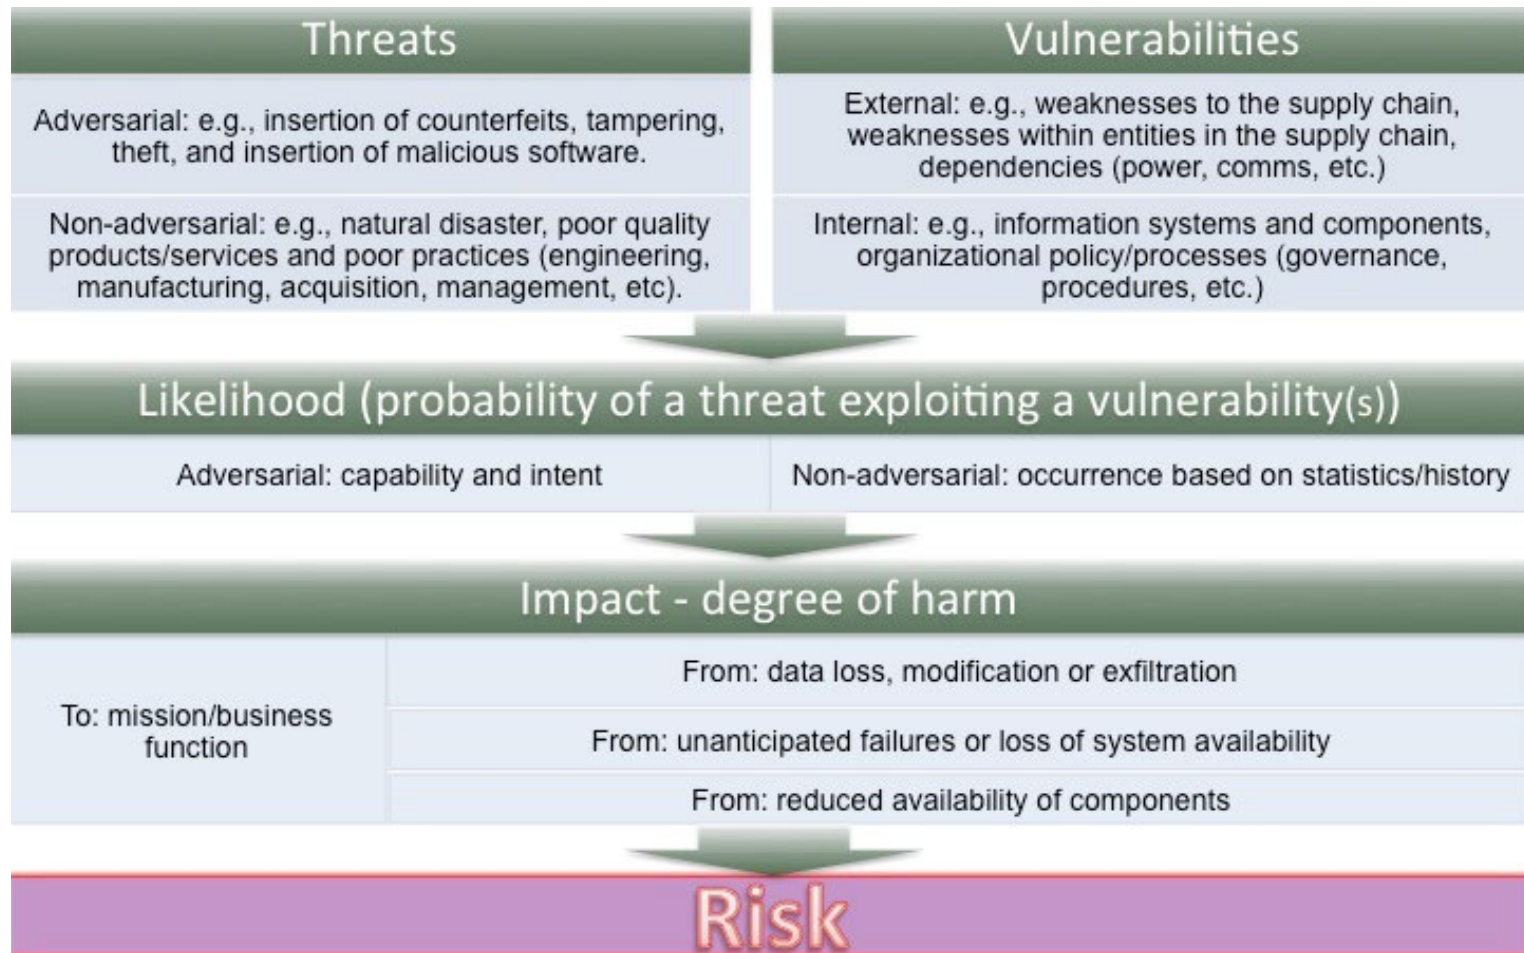 Threats
Adversarial: e.g., insertion of counterfeits, tampering,
theft, and insertion of malicious software.
Non-adversarial: e.g., natural disaster, poor quality
products/services and poor practices (engineering,
manufacturing, acquisition, management, etc).
Vulnerabilities
External: e.g., weaknesses to the supply chain,
weaknesses within entities in the supply chain,
dependencies (power, comms, etc.)
Internal: e.g., information systems and components,
organizational policy/processes (governance,
procedures, etc.)
Likelihood (probability of a threat exploiting a vulnerability(s))
Adversarial: capability and intent
Non-adversarial: occurrence based on statistics/history
Impact - degree of harm
To: mission/business
function
From: data loss, modification or exfiltration
From: unanticipated failures or loss of system availability
From: reduced availability of components
Risk